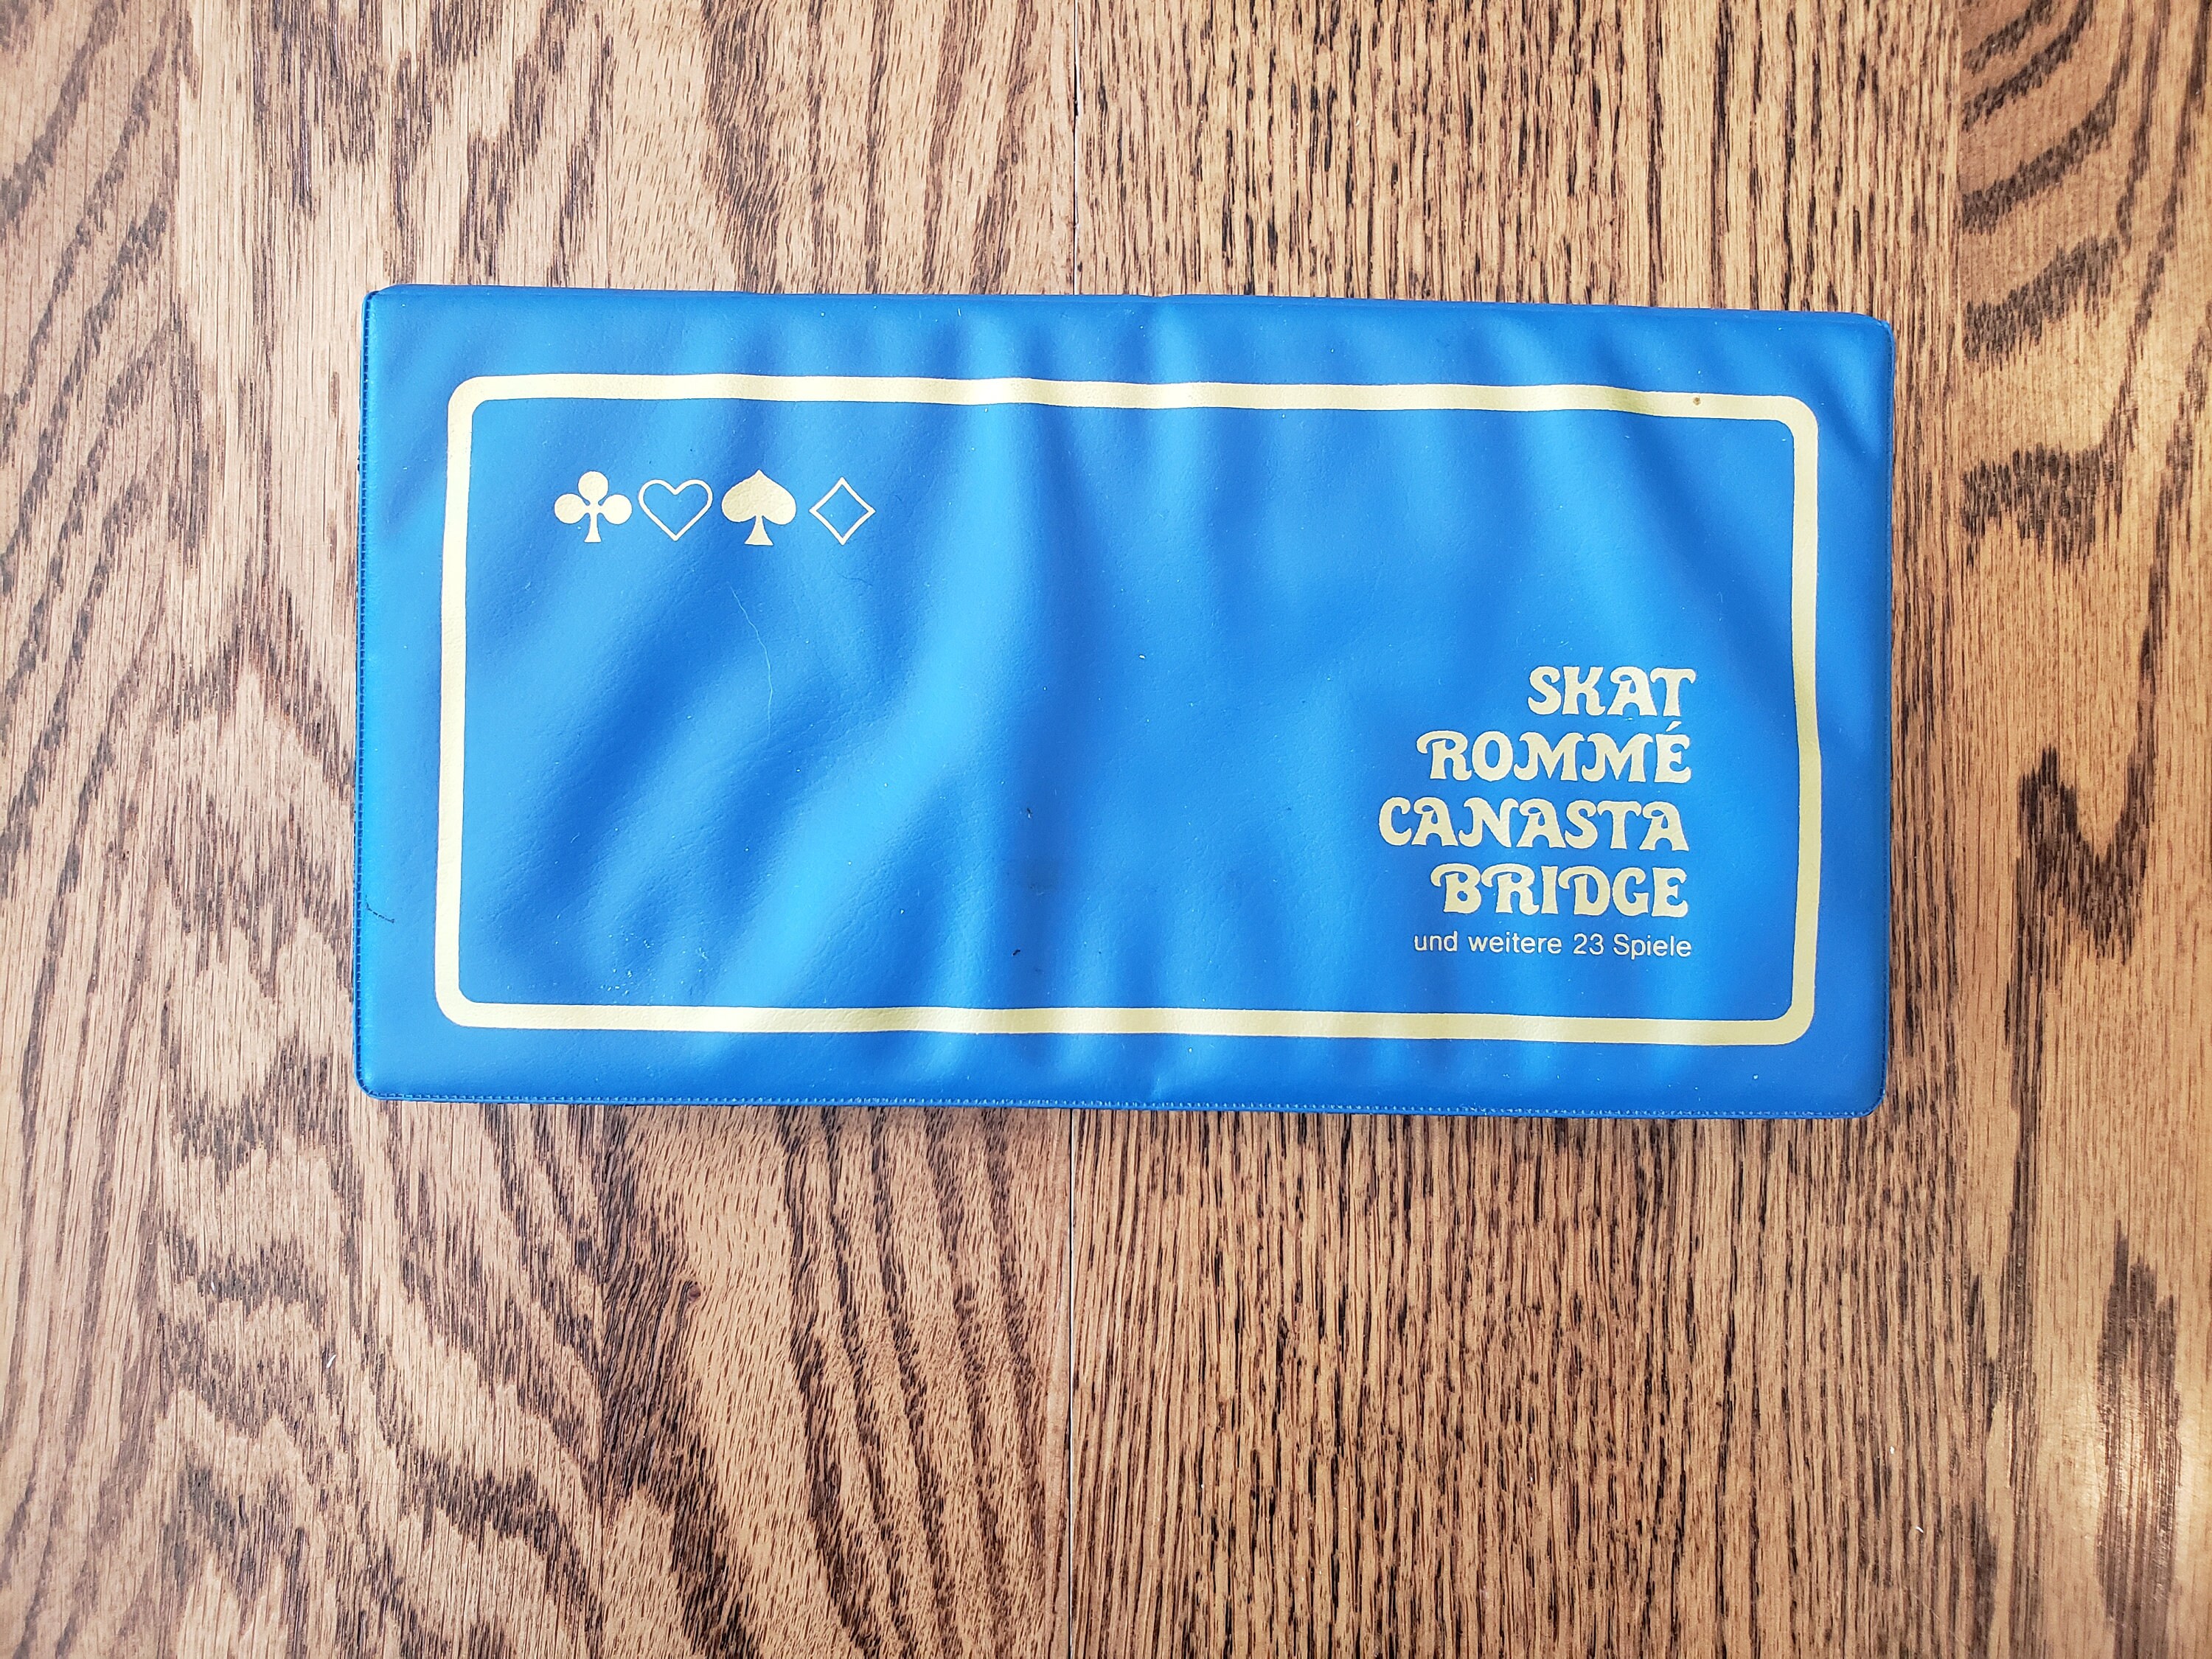 SKAT
ROMMÉ
CANASTA
BRIDGE
und weitere 23 Spiele